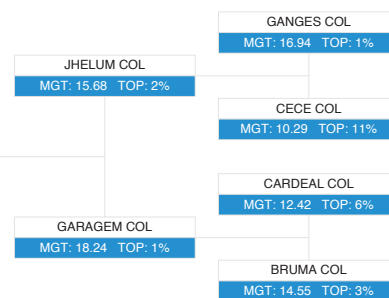 GANGES COL
MGT: 16.94 TOP: 1%
JHELUM COL
MGT: 15.68 TOP: 2%
CECE COL
MGT: 10.29 TOP: 11%
CARDEAL COL
MGT: 12.42 TOP: 6%
GARAGEM COL
MGT: 18.24 TOP: 1%
BRUMA COL
MGT: 14.55 TOP: 3%